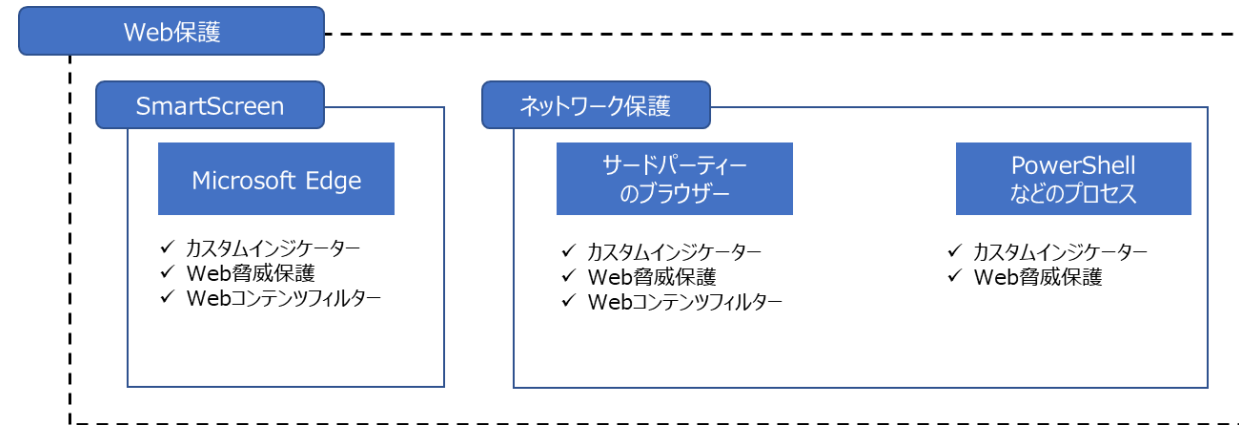 Web保護
SmartScreen
Microsoft Edge
✓ カスタムインジケーター
✓ Web脅威保護
✓ Webコンテンツフィルター
ネットワーク保護
サードパーティー
のブラウザー
✓ カスタムインジケーター
✓ Web脅威保護
✓ Webコンテンツフィルター
PowerShell
などのプロセス
✓ カスタムインジケーター
✓ Web脅威保護